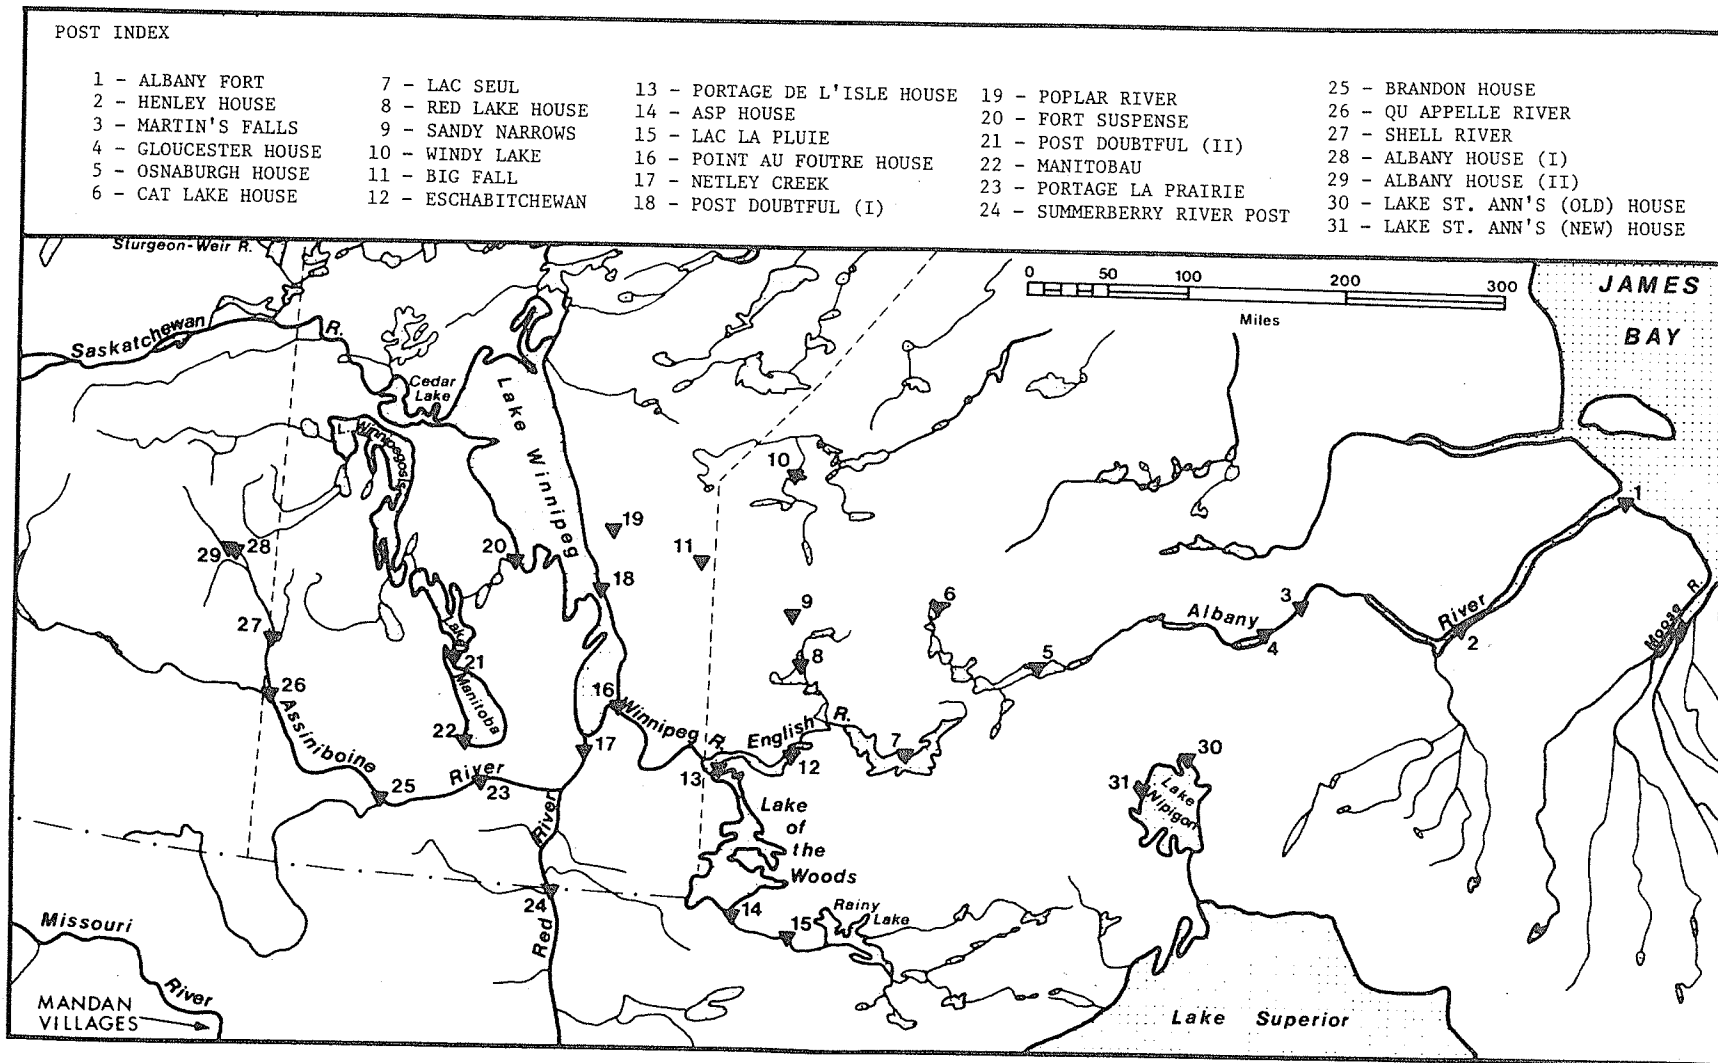 POST INDEX
1 - ALBANY FORT
2 - HENLEY HOUSE
3 - MARTIN'S FALLS
4 - GLOUCESTER HOUSE
5 - OSNABURGH HOUSE
6 - CAT LAKE HOUSE
7 - LAC SEUL
8 - RED LAKE HOUSE
9 - SANDY NARROWS
10 - WINDY LAKE
11 - BIG FALL
12 - ESCHABITCHEWAN
13 - PORTAGE DE L'ISLE HOUSE
14 - ASP HOUSE
15 - LAC LA PLUIE
16 - POINT AU FOUTRE HOUSE
17 - NETLEY CREEK
18 - POST DOUBTFUL (I)
19 - POPLAR RIVER
20 - FORT SUSPENSE
21 - POST DOUBTFUL (II)
22 - MANITOBAU
23 - PORTAGE LA PRAIRIE
24 - SUMMERBERRY RIVER POST
25 - BRANDON HOUSE
26 - QU APPELLE RIVER
27 - SHELL RIVER
28 - ALBANY HOUSE (I)
29 - ALBANY HOUSE (II)
30 - LAKE ST. ANN'S (OLD) HOUSE
31 - LAKE ST. ANN'S (NEW) HOUSE
Sturgeon-Weir R.
0 50 100 200 300
Miles
JAMES
BAY
Saskatchewan R.
Cedar
Lake
Lake Winnipeg
L. Winnipegosis
10
1
19
28
29
20
11
18
9
6
3
Albany River
4
2
Moose R.
27
Lake Manitoba
21
8
5
26
16
Winnipeg R.
English R.
Assiniboine River
22
17
13
12
7
30
31
Lake
Wipigon
25
23
Lake
of
the
Woods
Red River
24
14
15
Rainy
Lake
Missouri River
MANDAN
VILLAGES
Lake Superior